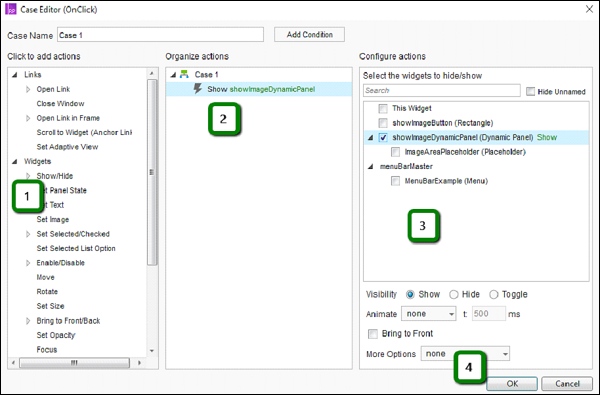 Case Editor (OnClick)
Case Name Case 1 Add Condition
Click to add actions
Links
Open Link
Close Window
Open Link in Frame
Scroll to Widget (Anchor Link
Set Adaptive View
Widgets
Show/Hide
et Panel State
et Text
Set Image
Set Selected/Checked
Set Selected List Option
Enable/Disable
Move
Rotate
Set Size
Bring to Front/Back
Set Opacity
Focus
1
Organize actions
Case 1
Show showImageDynamicPanel
2
Configure actions
Select the widgets to hide/show
Search Hide Unnamed
This Widget
showImageButton (Rectangle)
showImageDynamicPanel (Dynamic Panel) Show
ImageAreaPlaceholder (Placeholder)
menuBarMaster
MenuBarExample (Menu)
3
Visibility Show Hide Toggle
Animate none t: 500 ms
Bring to Front
More Options none
4
OK Cancel